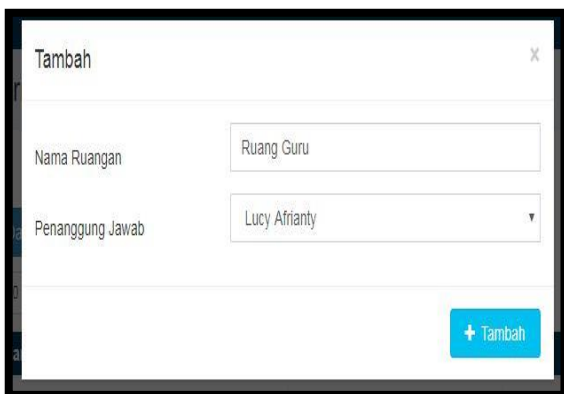 Tambah ×
Nama Ruangan Ruang Guru
Penanggung Jawab Lucy Afrianty
+ Tambah